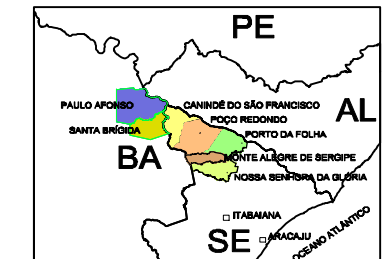 PE
PAULO AFONSO
CANINDÉ DO SÃO FRANCISCO
AL
POÇO REDONDO
SANTA BRÍGIDA
PORTO DA FOLHA
BA
MONTE ALEGRE DE SERGIPE
NOSSA SENHORA DA GLÓRIA
ITABAIANA
SE
ARACAJU
OCEANO ATLÂNTICO